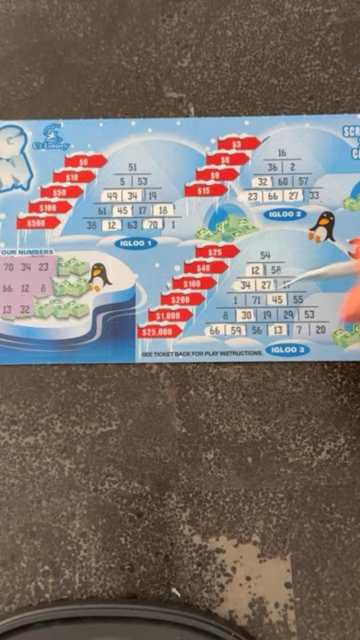 CT Lottery
$6
51
$10
5 53
$50
49 34 19
$100
61 45 17 18
$500
38 12 63 70 1
IGLOO 1
$3
16
$6
36 2
$9
32 60 57
$15
23 66 27 33
IGLOO 2
YOUR NUMBERS
70 34 23
66 12 8
13 32
$25
54
$40
12 58
$100
34 27
$200
1 71 45 55
$1,000
8 30 19 29 53
$25,000
66 59 56 13 7 20
IGLOO 3
SEE TICKET BACK FOR PLAY INSTRUCTIONS.